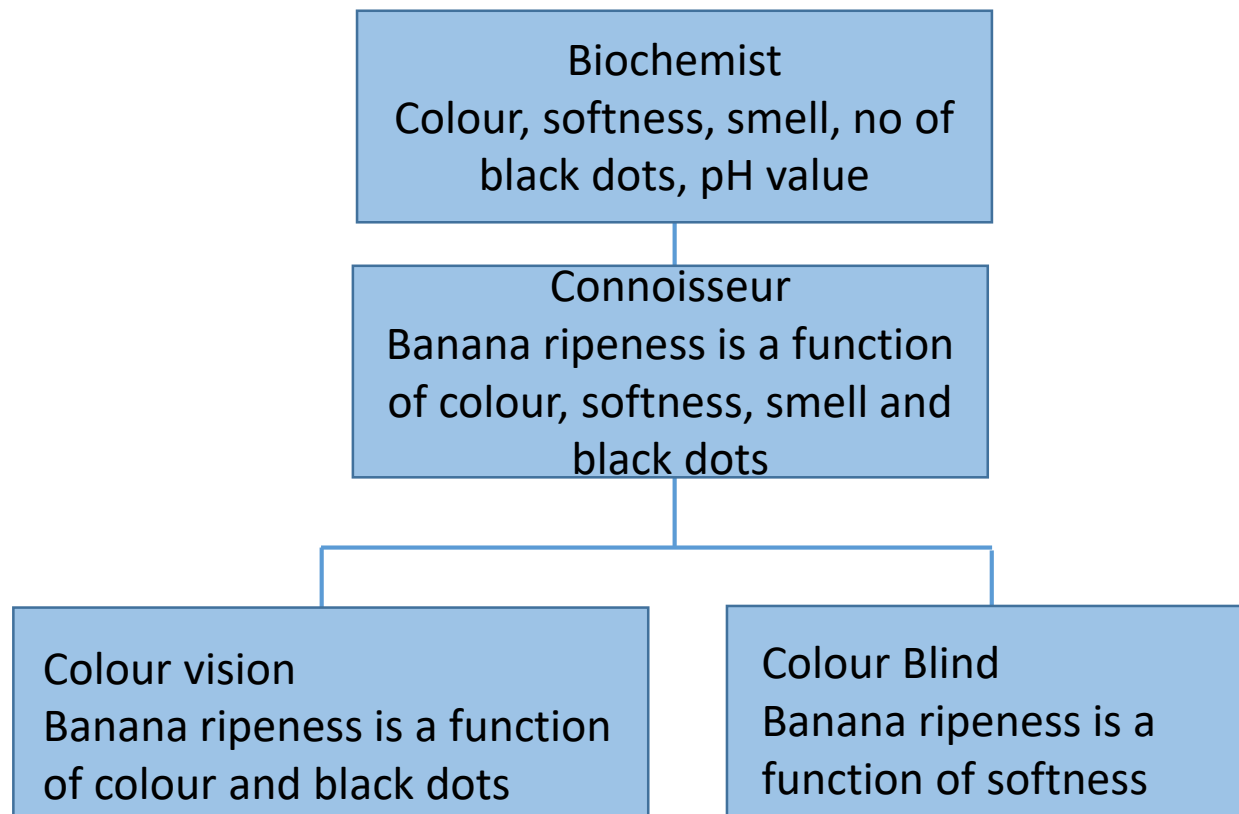 Biochemist
Colour, softness, smell, no of
black dots, pH value
Connoisseur
Banana ripeness is a function
of colour, softness, smell and
black dots
Colour vision
Banana ripeness is a function
of colour and black dots
Colour Blind
Banana ripeness is a
function of softness